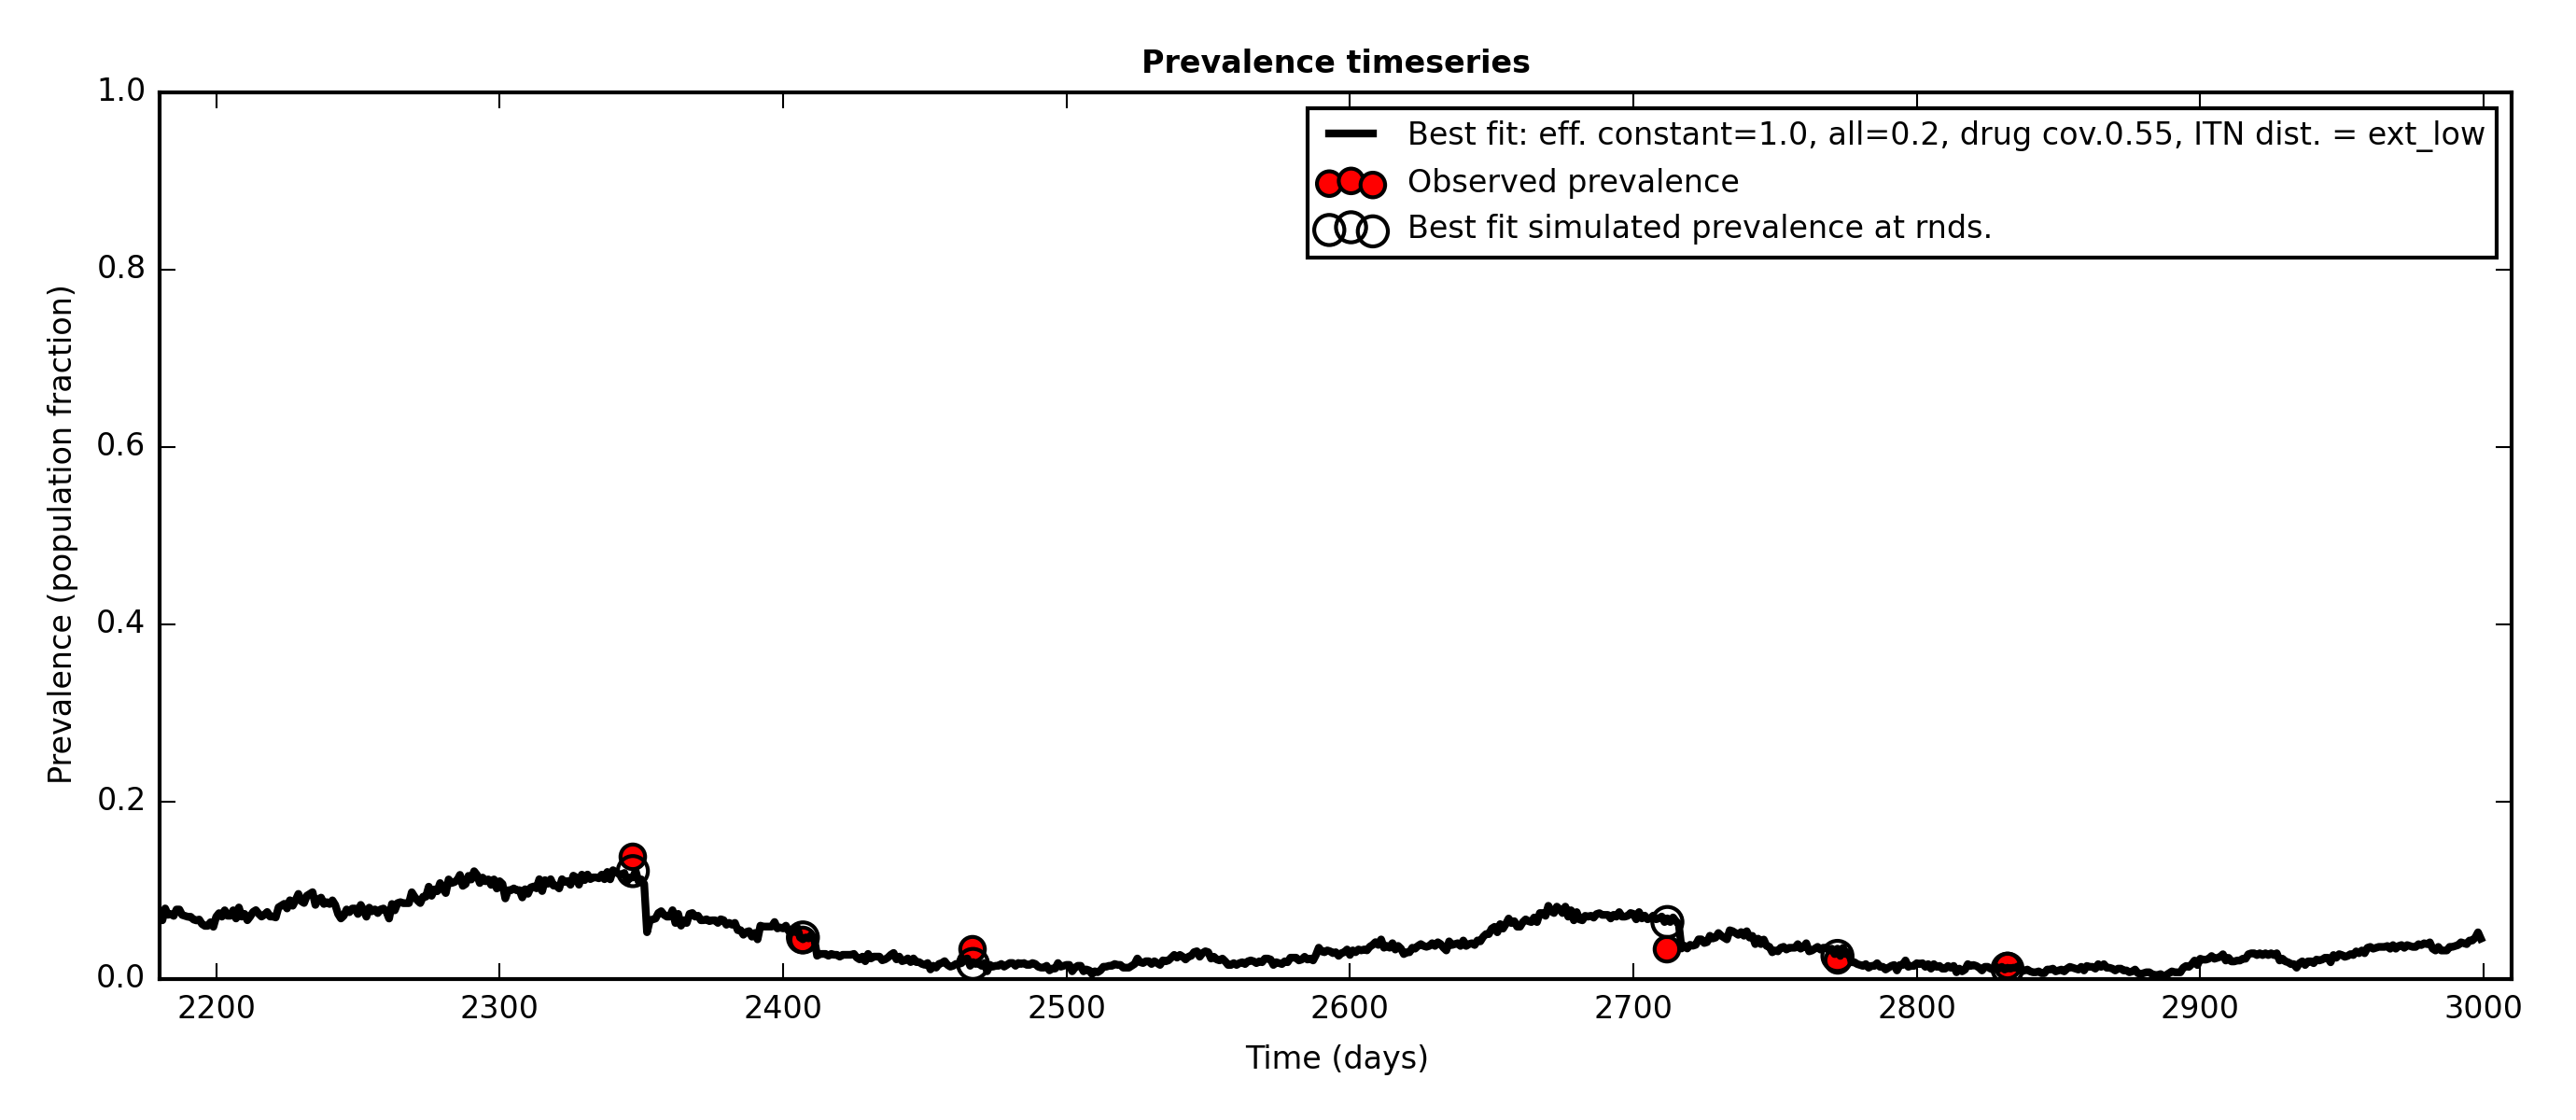 Prevalence timeseries
1.0
0.8
0.6
0.4
0.2
0.0
Prevalence (population fraction)
Best fit: eff. constant=1.0, all=0.2, drug cov.0.55, ITN dist. = ext_low
Observed prevalence
Best fit simulated prevalence at rnds.
2200 2300 2400 2500 2600 2700 2800 2900 3000
Time (days)